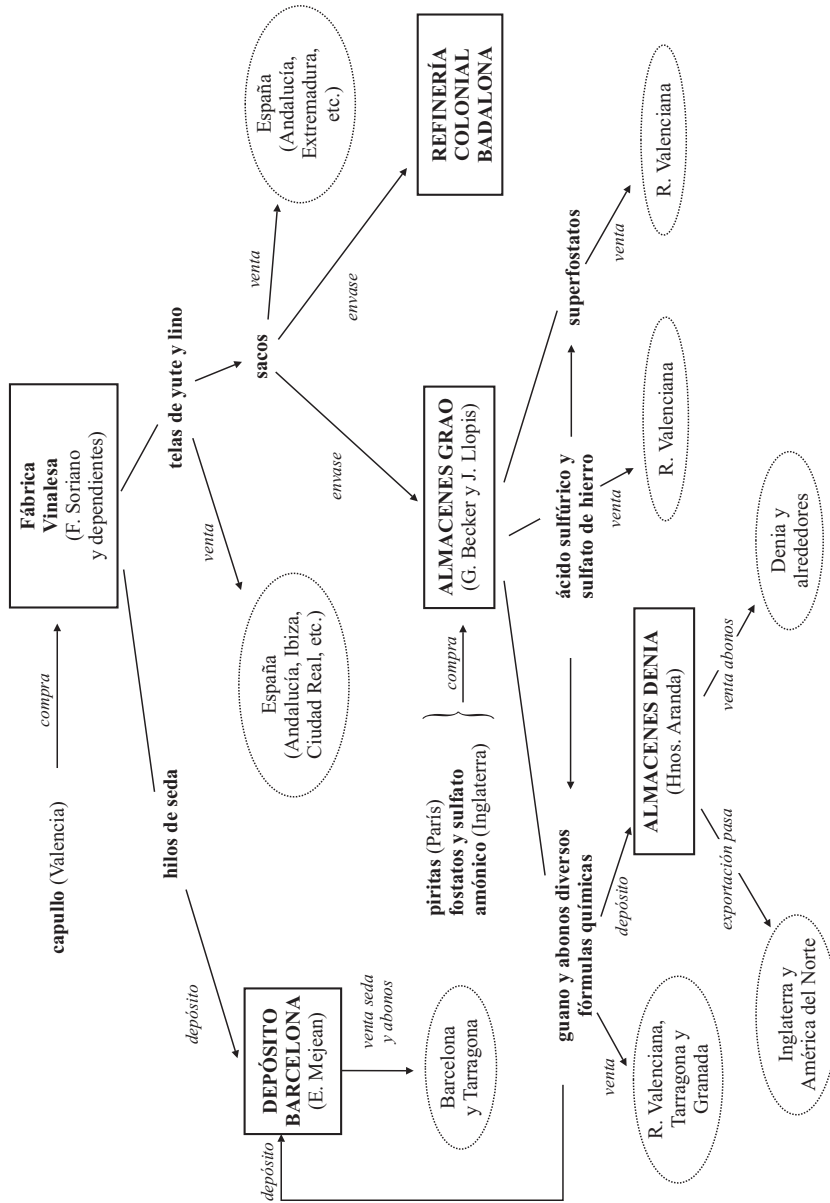 capullo (Valencia)
compra
Fábrica
Vinalesa
(F. Soriano
y dependientes)
hilos de seda
telas de yute y lino
depósito
venta
sacos
venta
España
(Andalucía,
Extremadura,
etc.)
España
(Andalucía, Ibiza,
Ciudad Real, etc.)
envase
envase
DEPÓSITO
BARCELONA
(E. Mejean)
depósito
venta seda
y abonos
Barcelona
y Tarragona
piritas (París)
fostatos y sulfato
amónico (Inglaterra)
compra
ALMACENES GRAO
(G. Becker y J. Llopis)
REFINERÍA
COLONIAL
BADALONA
guano y abonos diversos
fórmulas químicas
ácido sulfúrico y
sulfato de hierro
superfostatos
venta
depósito
venta
venta
R. Valenciana,
Tarragona y
Granada
ALMACENES DENIA
(Hnos. Aranda)
R. Valenciana
R. Valenciana
exportación pasa
venta abonos
Inglaterra y
América del Norte
Denia y
alrededores